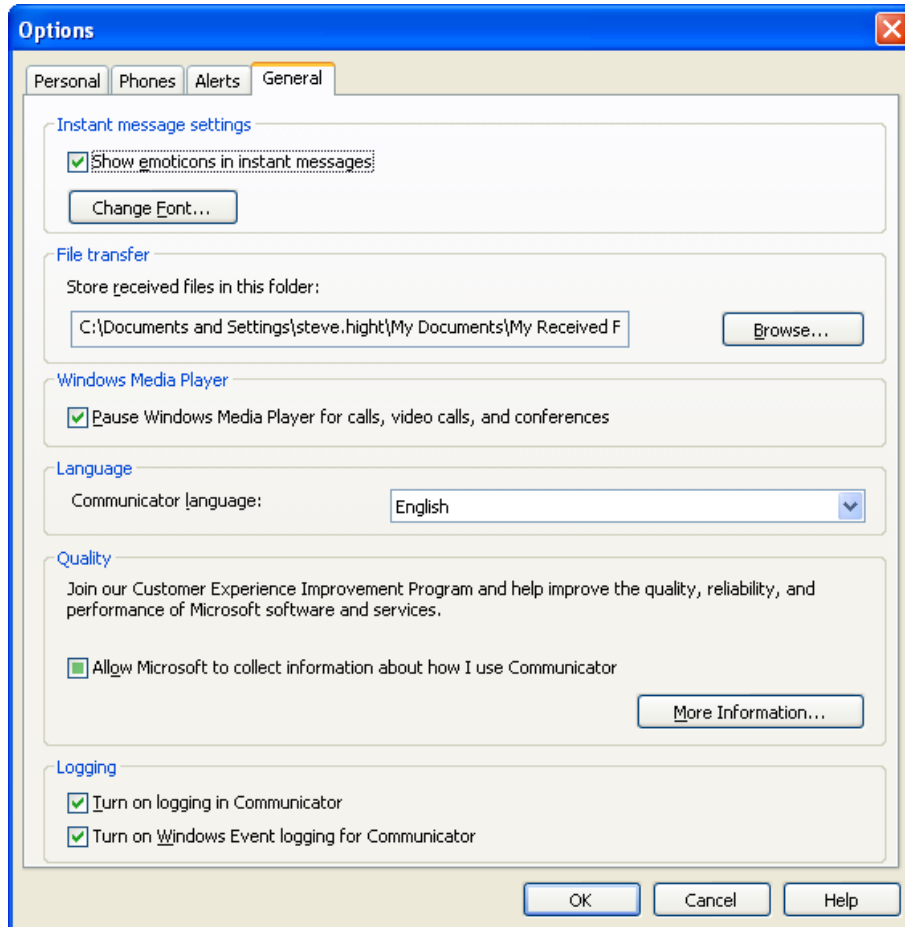 Options
Personal Phones Alerts General
Instant message settings
Show emoticons in instant messages
Change Font...
File transfer
Store received files in this folder:
C:\Documents and Settings\steve.hight\My Documents\My Received F
Browse...
Windows Media Player
Pause Windows Media Player for calls, video calls, and conferences
Language
Communicator language:
English
Quality
Join our Customer Experience Improvement Program and help improve the quality, reliability, and
performance of Microsoft software and services.
Allow Microsoft to collect information about how I use Communicator
More Information...
Logging
Turn on logging in Communicator
Turn on Windows Event logging for Communicator
OK Cancel Help